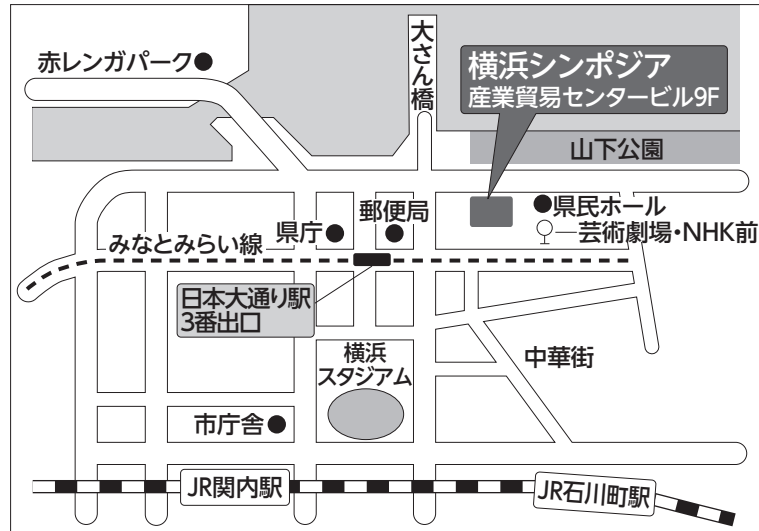 赤レンガパーク
大さん橋
横浜シンポジア
産業貿易センタービル9F
山下公園
郵便局
県庁
県民ホール
芸術劇場・NHK前
みなとみらい線
日本大通り駅
3番出口
横浜
スタジアム
中華街
市庁舎
JR関内駅
JR石川町駅